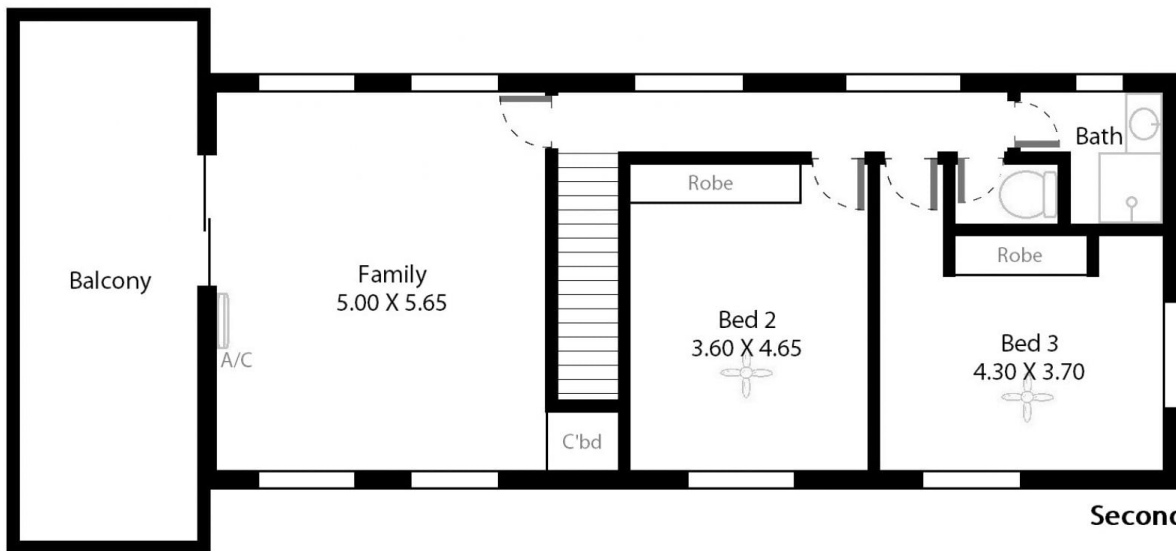 Bath
Robe
Robe
Balcony
Family
5.00 X 5.65
Bed 2
3.60 X 4.65
Bed 3
4.30 X 3.70
A/C
C'bd
Second